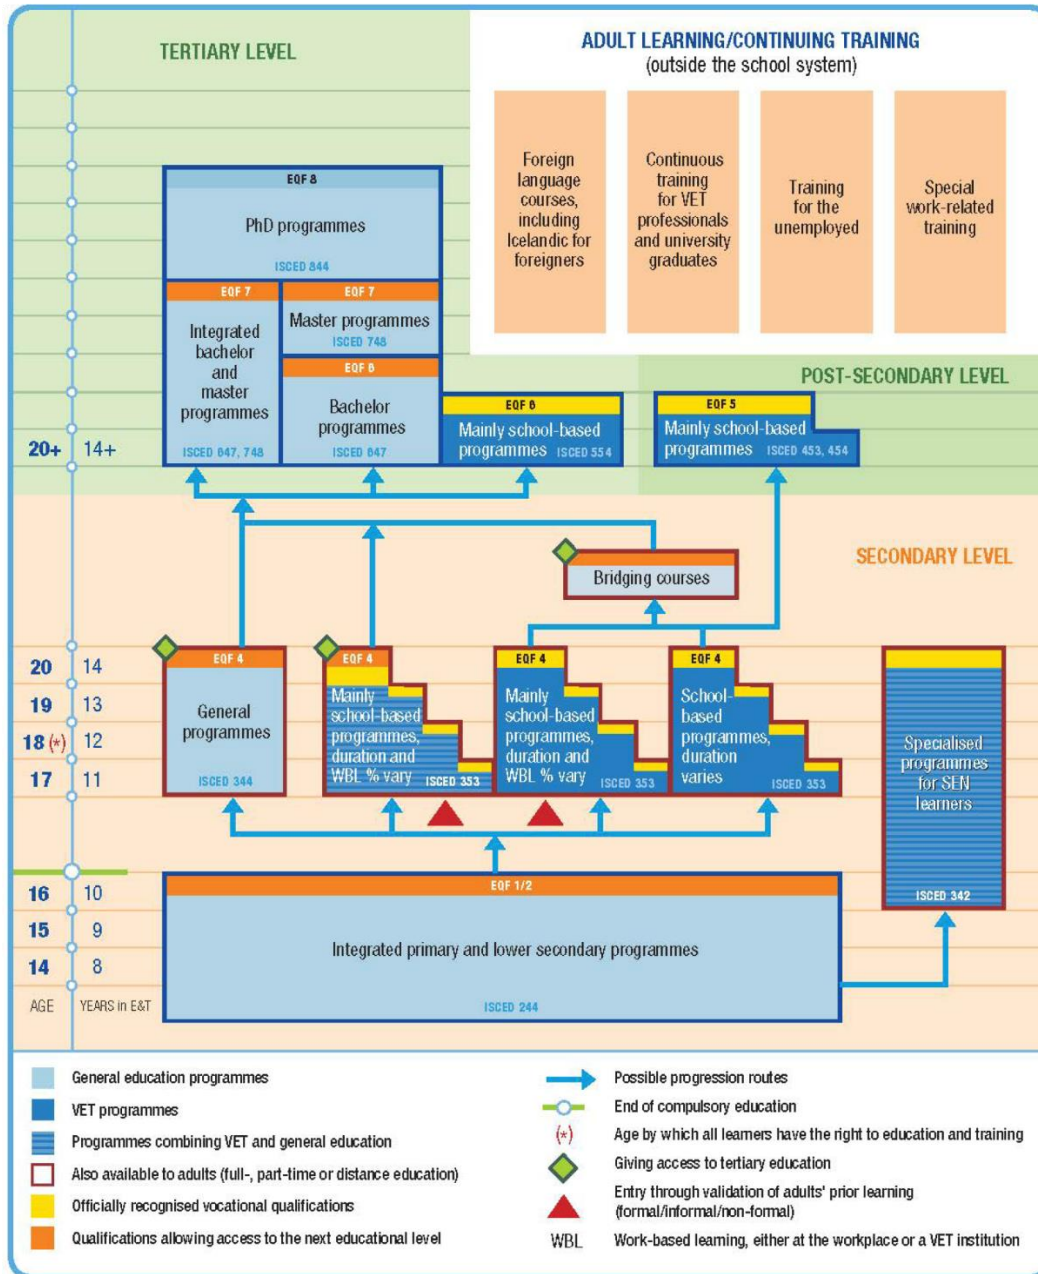 TERTIARY LEVEL
ADULT LEARNING/CONTINUING TRAINING
(outside the school system)
Foreign
language
courses,
including
Icelandic for
foreigners
Continuous
training
for VET
professionals
and university
graduates
Training
for the
unemployed
Special
work-related
training
EQF 8
PhD programmes
ISCED 844
EQF 7
Integrated
bachelor
and
master
programmes
ISCED 647, 748
EQF 7
Master programmes
ISCED 748
EQF 6
Bachelor
programmes
ISCED 647
POST-SECONDARY LEVEL
EQF 6
Mainly school-based
programmes ISCED 554
EQF 5
Mainly school-based
programmes ISCED 453, 454
20+ 14+
SECONDARY LEVEL
Bridging courses
EQF 4
General
programmes
ISCED 344
EQF 4
Mainly
school-based
programmes,
duration and
WBL % vary
ISCED 353
EQF 4
Mainly
school-based
programmes,
duration and
WBL % vary
ISCED 353
EQF 4
School-
based
programmes,
duration
varies
ISCED 353
Specialised
programmes
for SEN
learners
ISCED 342
20 14
19 13
18 (*) 12
17 11
16 10
15 9
14 8
AGE YEARS in E&T
EQF 1/2
Integrated primary and lower secondary programmes
ISCED 244
General education programmes
VET programmes
Programmes combining VET and general education
Also available to adults (full-, part-time or distance education)
Officially recognised vocational qualifications
Qualifications allowing access to the next educational level
Possible progression routes
End of compulsory education
(*) Age by which all learners have the right to education and training
Giving access to tertiary education
Entry through validation of adults' prior learning
(formal/informal/non-formal)
WBL Work-based learning, either at the workplace or a VET institution